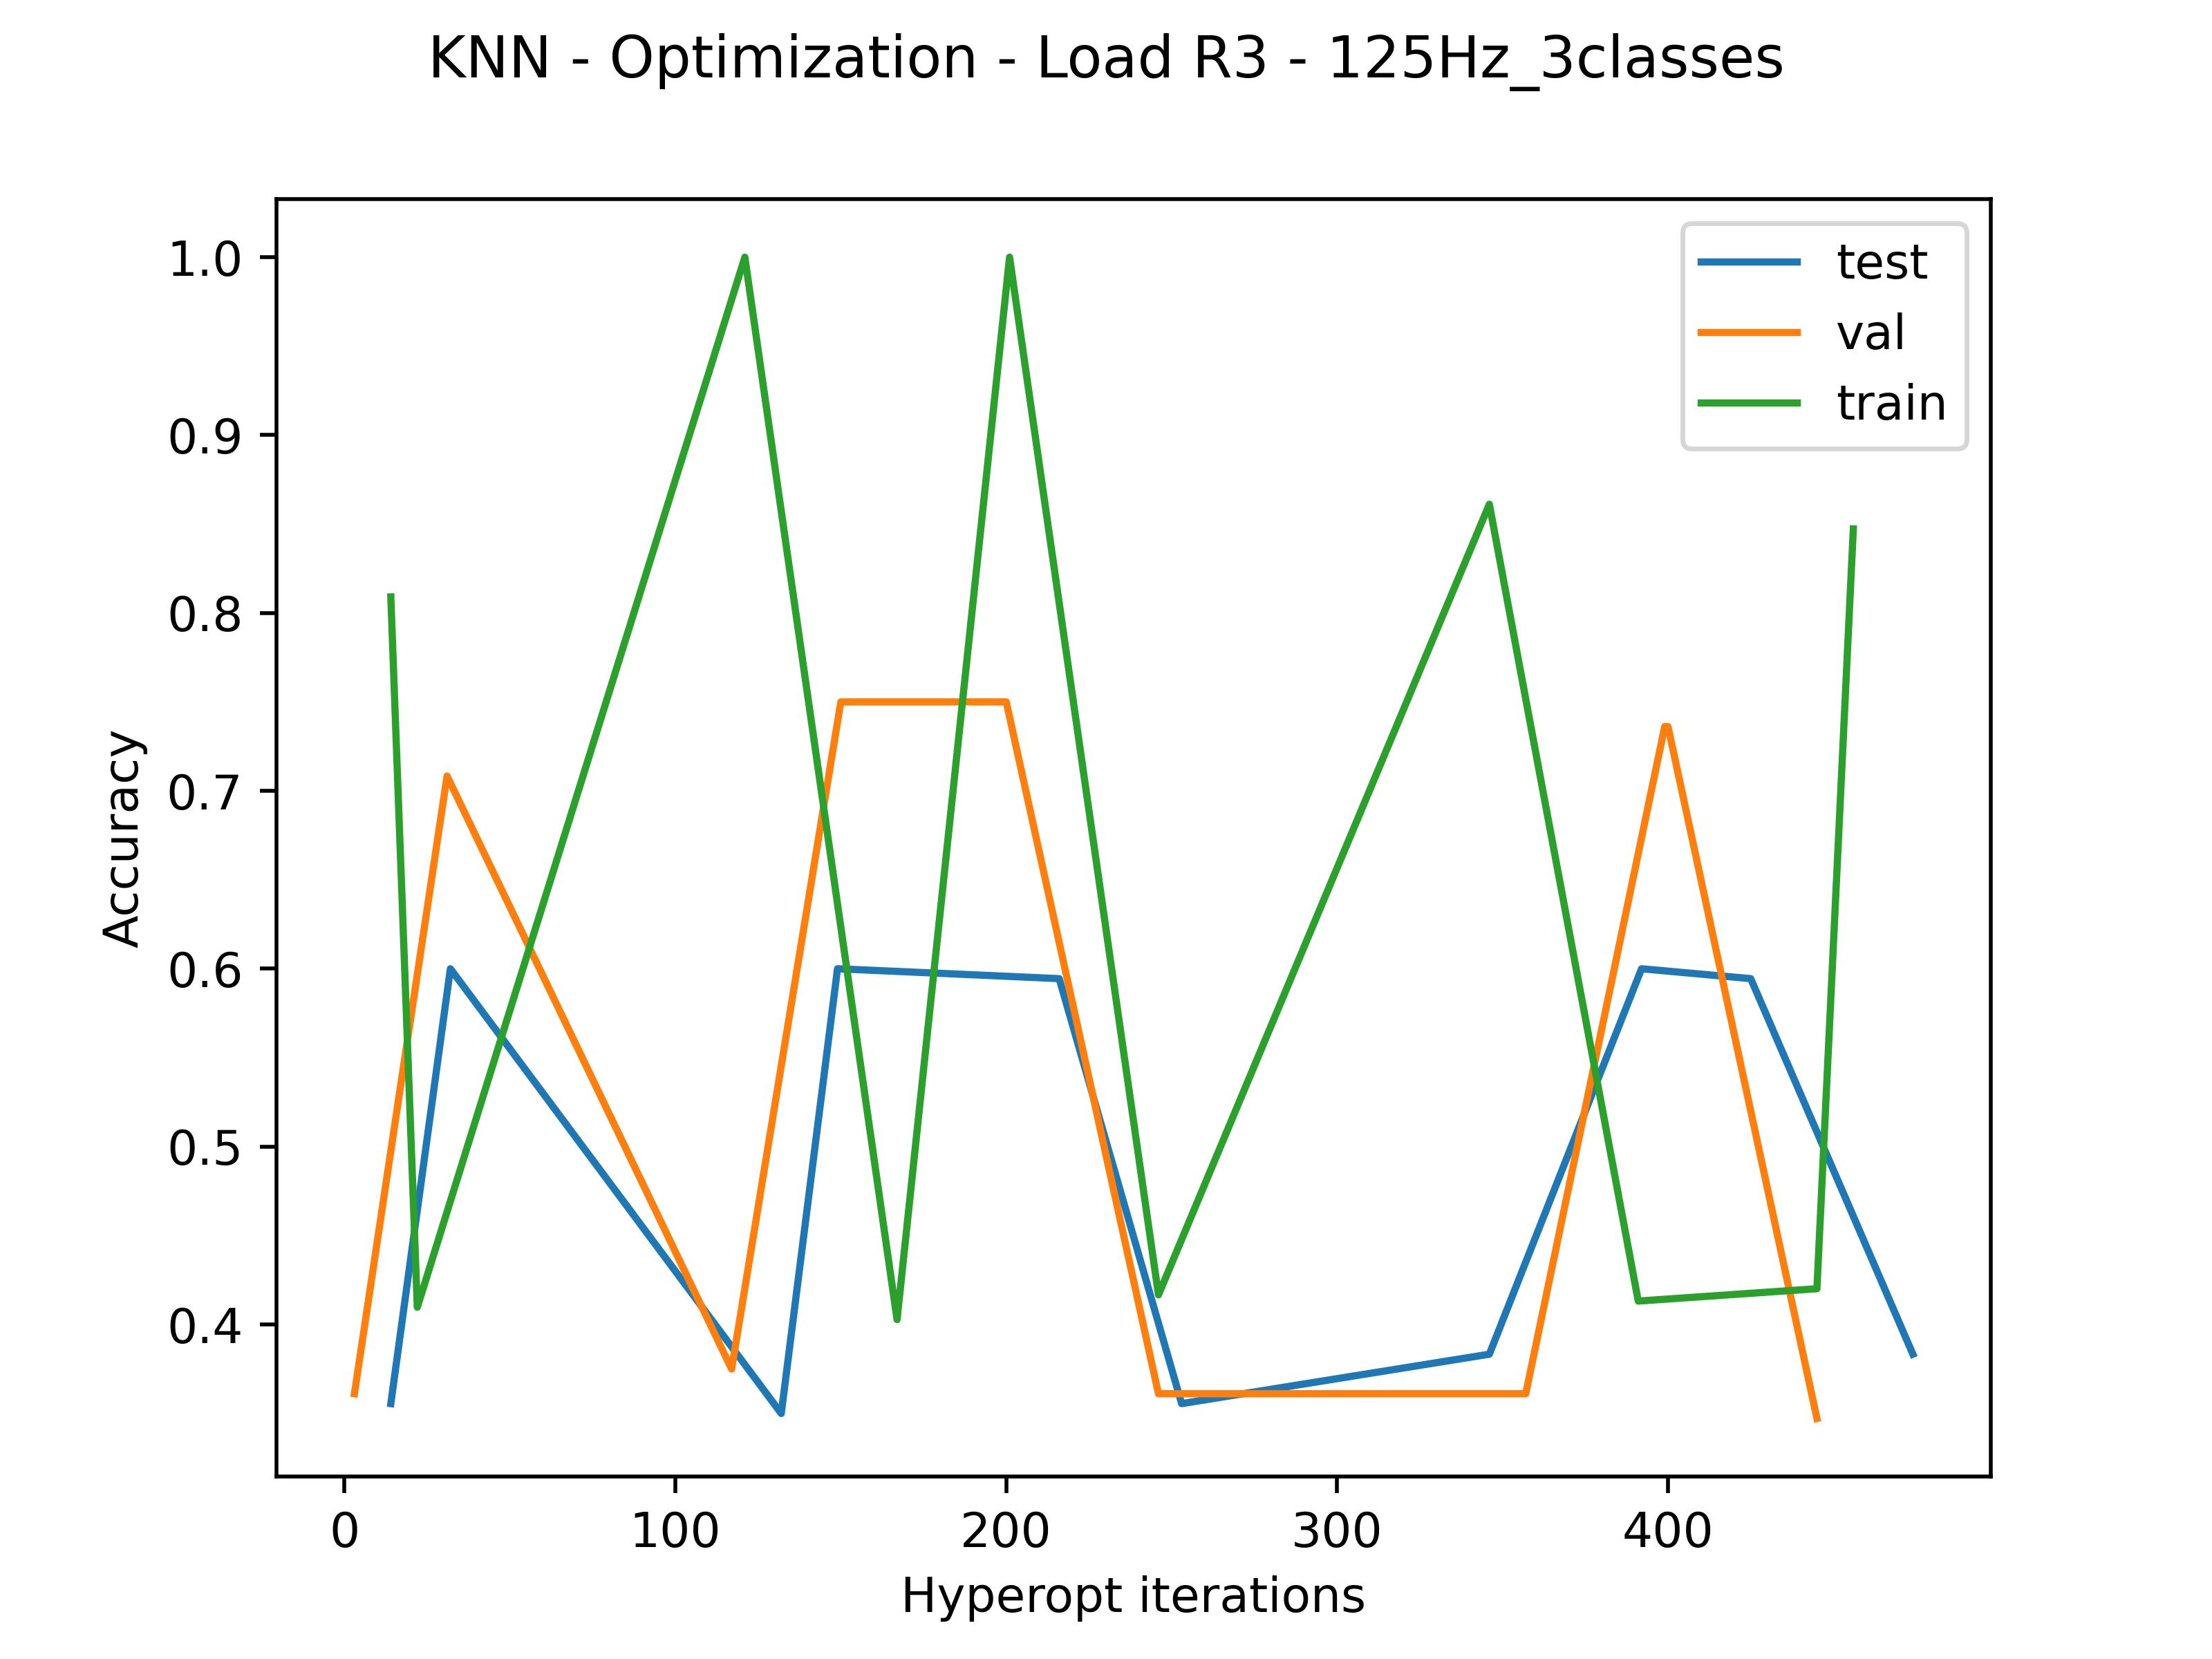 KNN - Optimization - Load R3 - 125Hz_3classes
1.0
0.9
0.8
0.7
0.6
0.5
0.4
Accuracy
test
val
train
0 100 200 300 400
Hyperopt iterations